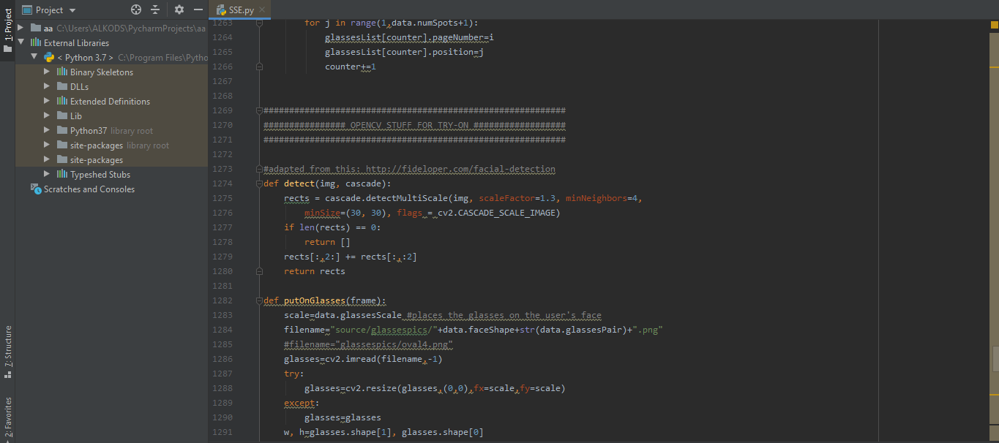 Project
SSE.py
1: Project
aa C:\Users\ALKODS\PycharmProjects\aa
External Libraries
< Python 3.7 > C:\Program Files\Pytho
Binary Skeletons
DLLs
Extended Definitions
Lib
Python37 library root
site-packages library root
site-packages
Typeshed Stubs
Scratches and Consoles
7: Structure
2: Favorites
1263 for j in range(1,data.numSpots+1):
1264 glassesList[counter].pageNumber=i
1265 glassesList[counter].position=j
1266 counter+=1
1267
1268
1269 ###########################################################
1270 ################ OPENCV STUFF FOR TRY-ON ##################
1271 ###########################################################
1272
1273 #adapted from this: http://fideloper.com/facial-detection
1274 def detect(img, cascade):
1275 rects = cascade.detectMultiScale(img, scaleFactor=1.3, minNeighbors=4,
1276 minSize=(30, 30), flags = cv2.CASCADE_SCALE_IMAGE)
1277 if len(rects) == 0:
1278 return []
1279 rects[:,2:] += rects[:,:2]
1280 return rects
1281
1282 def putOnGlasses(frame):
1283 scale=data.glassesScale #places the glasses on the user's face
1284 filename="source/glassespics/"+data.faceShape+str(data.glassesPair)+".png"
1285 #filename="glassespics/oval4.png"
1286 glasses=cv2.imread(filename,-1)
1287 try:
1288 glasses=cv2.resize(glasses,(0,0),fx=scale,fy=scale)
1289 except:
1290 glasses=glasses
1291 w, h=glasses.shape[1], glasses.shape[0]